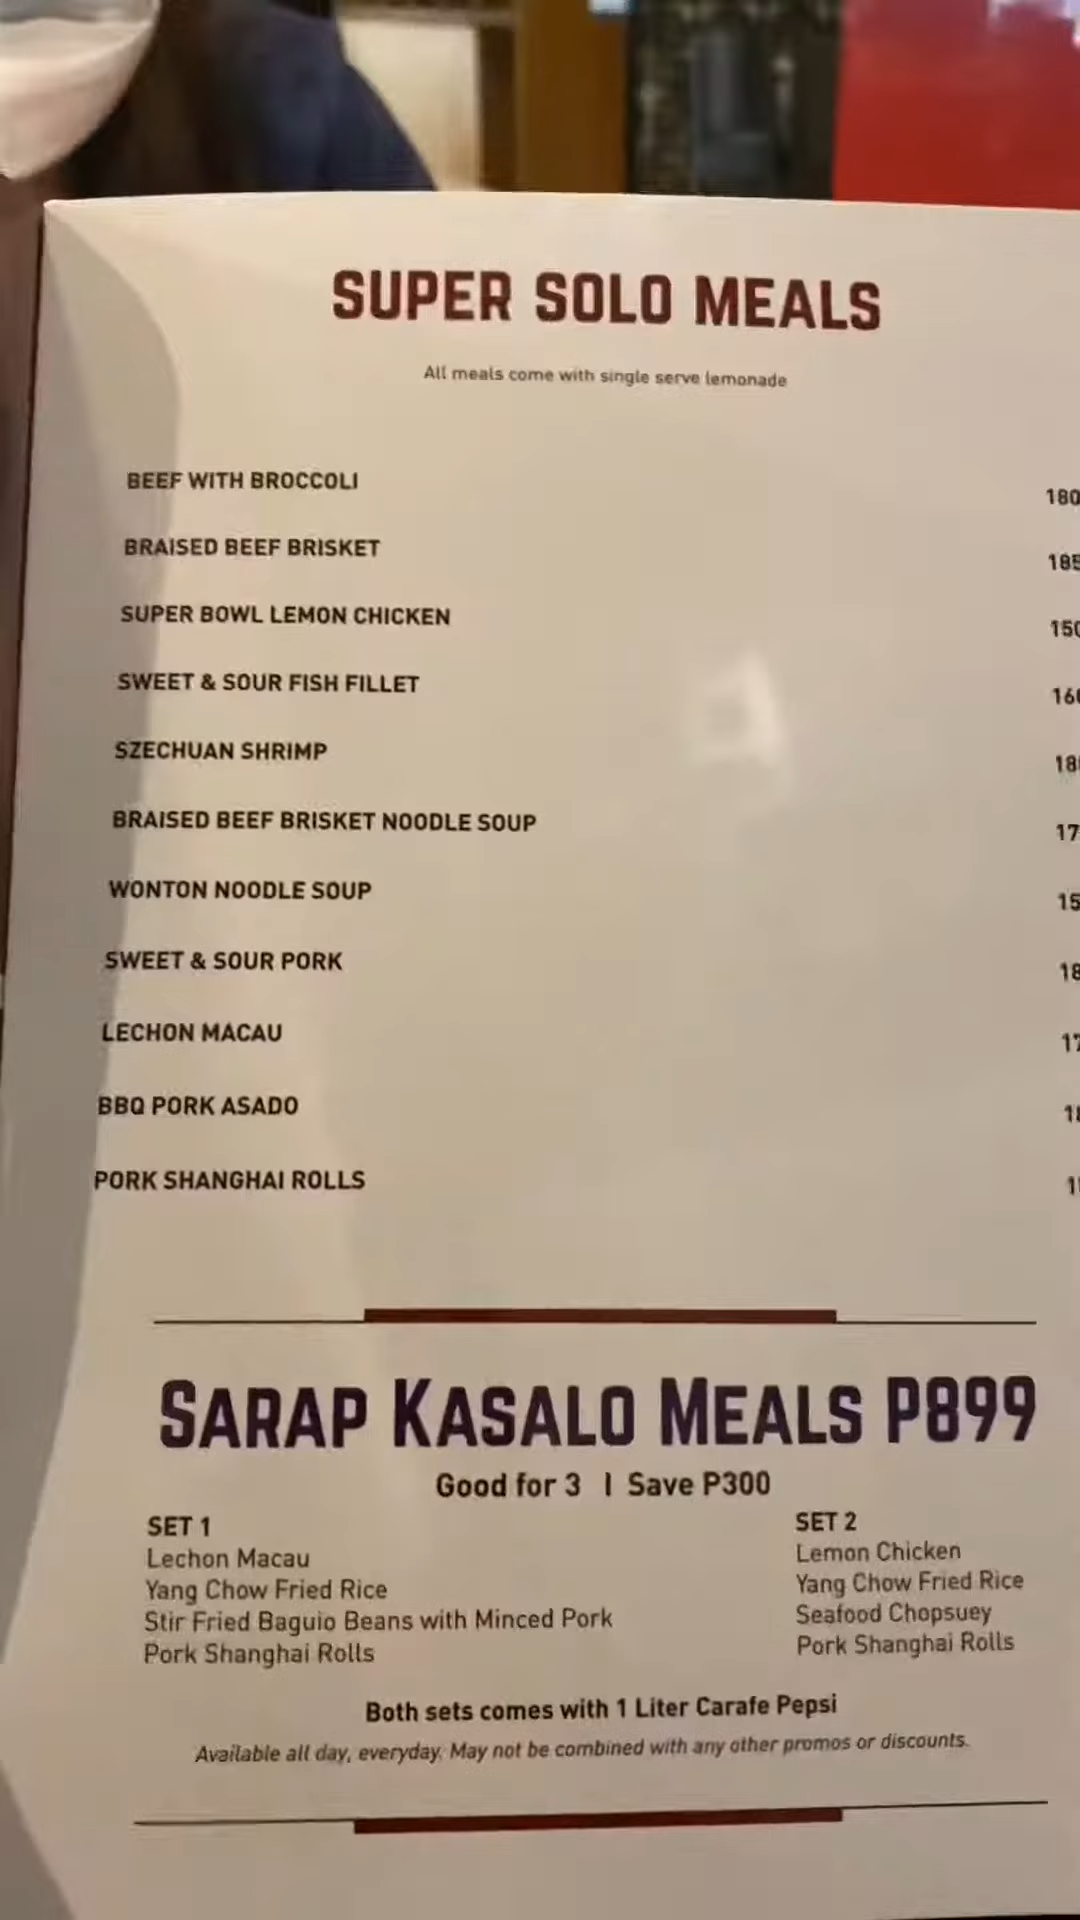 SUPER SOLO MEALS
All meals come with single serve lemonade
BEEF WITH BROCCOLI 180
BRAISED BEEF BRISKET 185
SUPER BOWL LEMON CHICKEN 150
SWEET & SOUR FISH FILLET
SZECHUAN SHRIMP
BRAISED BEEF BRISKET NOODLE SOUP
WONTON NOODLE SOUP
SWEET & SOUR PORK
LECHON MACAU
BBQ PORK ASADO
PORK SHANGHAI ROLLS
SARAP KASALO MEALS P899
Good for 3 | Save P300
SET 1
Lechon Macau
Yang Chow Fried Rice
Stir Fried Baguio Beans with Minced Pork
Pork Shanghai Rolls
SET 2
Lemon Chicken
Yang Chow Fried Rice
Seafood Chopsuey
Pork Shanghai Rolls
Both sets comes with 1 Liter Carafe Pepsi
Available all day, everyday. May not be combined with any other promos or discounts.